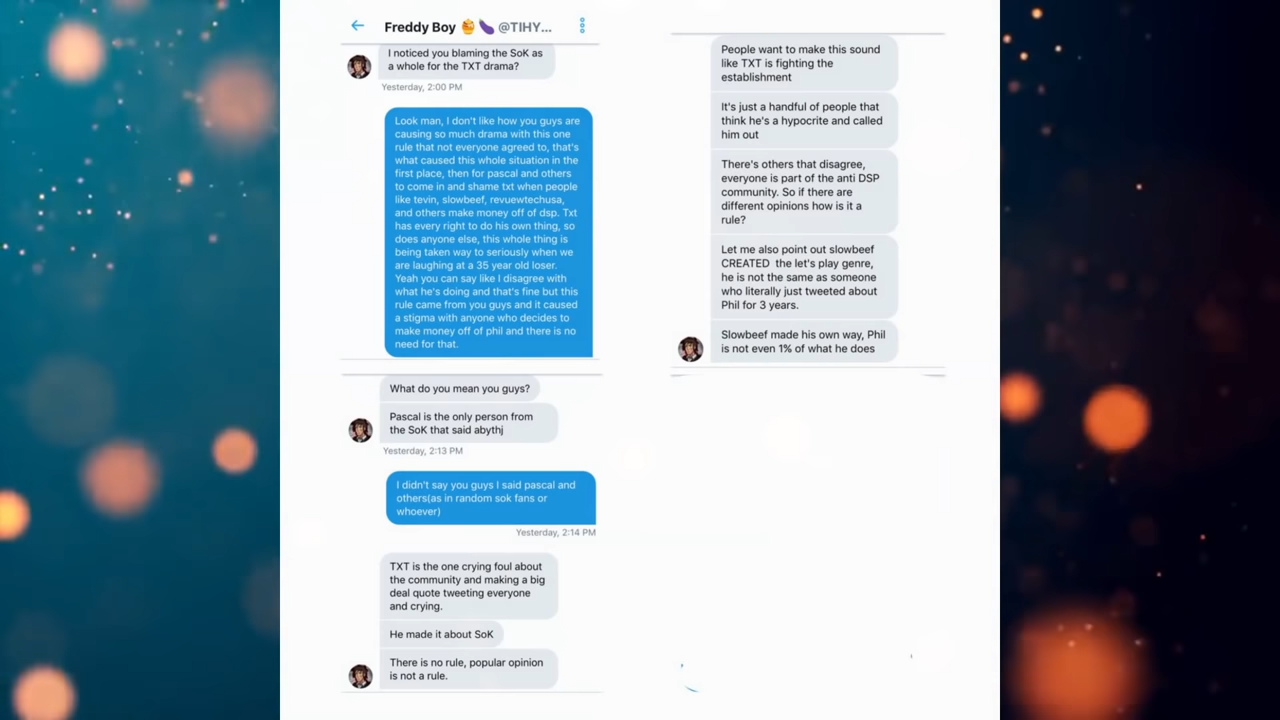 Freddy Boy 🍯🍆 @TIHY...
I noticed you blaming the SoK as
a whole for the TXT drama?
Yesterday, 2:00 PM
Look man, I don't like how you guys are
causing so much drama with this one
rule that not everyone agreed to, that's
what caused this whole situation in the
first place, then for pascal and others
to come in and shame txt when people
like tevin, slowbeef, revuewtechusa,
and others make money off of dsp. Txt
has every right to do his own thing, so
does anyone else, this whole thing is
being taken way to seriously when we
are laughing at a 35 year old loser.
Yeah you can say like I disagree with
what he's doing and that's fine but this
rule came from you guys and it caused
a stigma with anyone who decides to
make money off of phil and there is no
need for that.
What do you mean you guys?
Pascal is the only person from
the SoK that said abythj
Yesterday, 2:13 PM
I didn't say you guys I said pascal and
others(as in random sok fans or
whoever)
Yesterday, 2:14 PM
TXT is the one crying foul about
the community and making a big
deal quote tweeting everyone
and crying.
He made it about SoK
There is no rule, popular opinion
is not a rule.
People want to make this sound
like TXT is fighting the
establishment
It's just a handful of people that
think he's a hypocrite and called
him out
There's others that disagree,
everyone is part of the anti DSP
community. So if there are
different opinions how is it a
rule?
Let me also point out slowbeef
CREATED the let's play genre,
he is not the same as someone
who literally just tweeted about
Phil for 3 years.
Slowbeef made his own way, Phil
is not even 1% of what he does